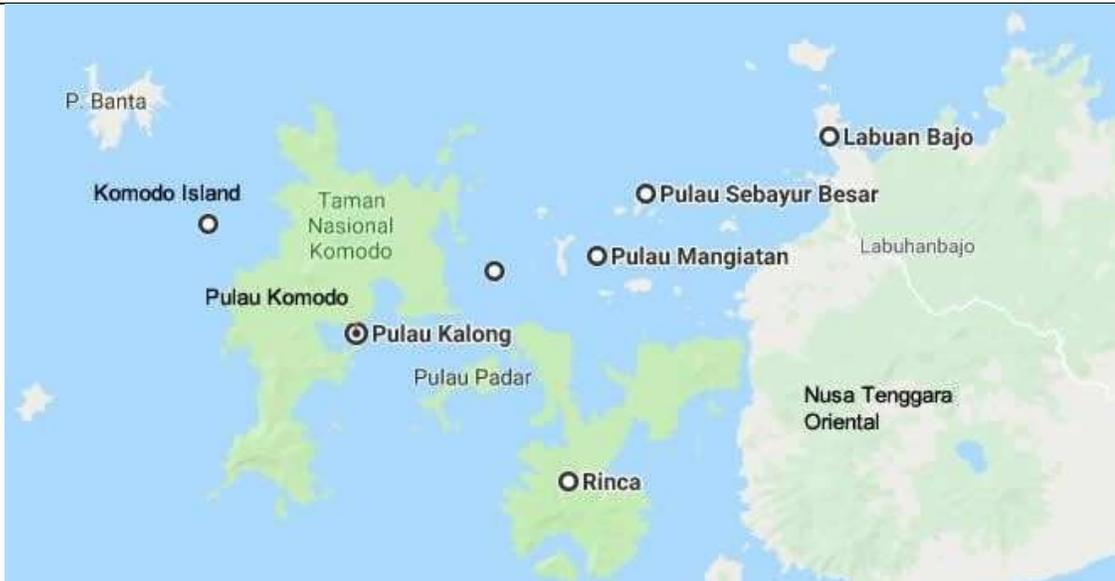 P. Banta
Labuan Bajo
Komodo Island
Taman
Nasional
Komodo
Pulau Sebayur Besar
Labuhanbajo
Pulau Mangiatan
Pulau Komodo
Pulau Kalong
Pulau Padar
Nusa Tenggara
Oriental
Rinca